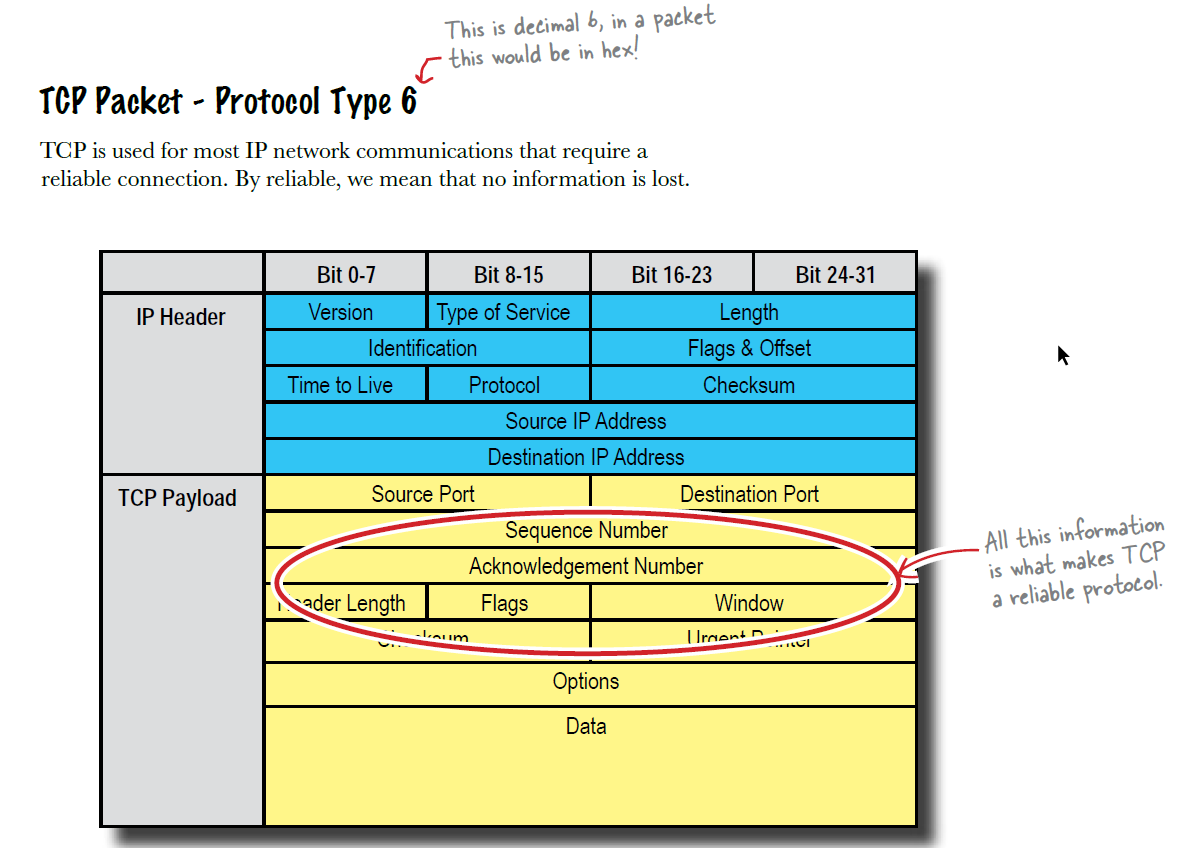 This is decimal 6, in a packet
this would be in hex!
TCP Packet - Protocol Type 6
TCP is used for most IP network communications that require a
reliable connection. By reliable, we mean that no information is lost.
Bit 0-7 Bit 8-15 Bit 16-23 Bit 24-31
IP Header Version Type of Service Length
Identification Flags & Offset
Time to Live Protocol Checksum
Source IP Address
Destination IP Address
TCP Payload Source Port Destination Port
Sequence Number
Acknowledgement Number
Header Length Flags Window
Checksum Urgent Pointer
Options
Data
All this information
is what makes TCP
a reliable protocol.